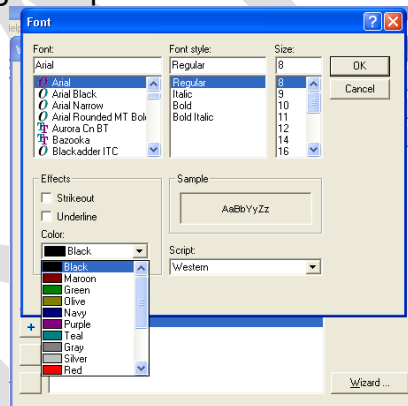 Font
Font: Font style: Size:
Arial Regular 8 OK
Arial Regular 8 Cancel
Arial Black Italic 9
Arial Narrow Bold 10
Arial Rounded MT Bol Bold Italic 11
Aurora Cn BT 12
Bazooka 14
Blackadder ITC 16
Effects Sample
Strikeout
Underline AaBbYyZz
Color:
Black Script:
Black Western
Maroon
Green
Olive
Navy
Purple
Teal
Gray
Silver
Red
+
Wizard ...